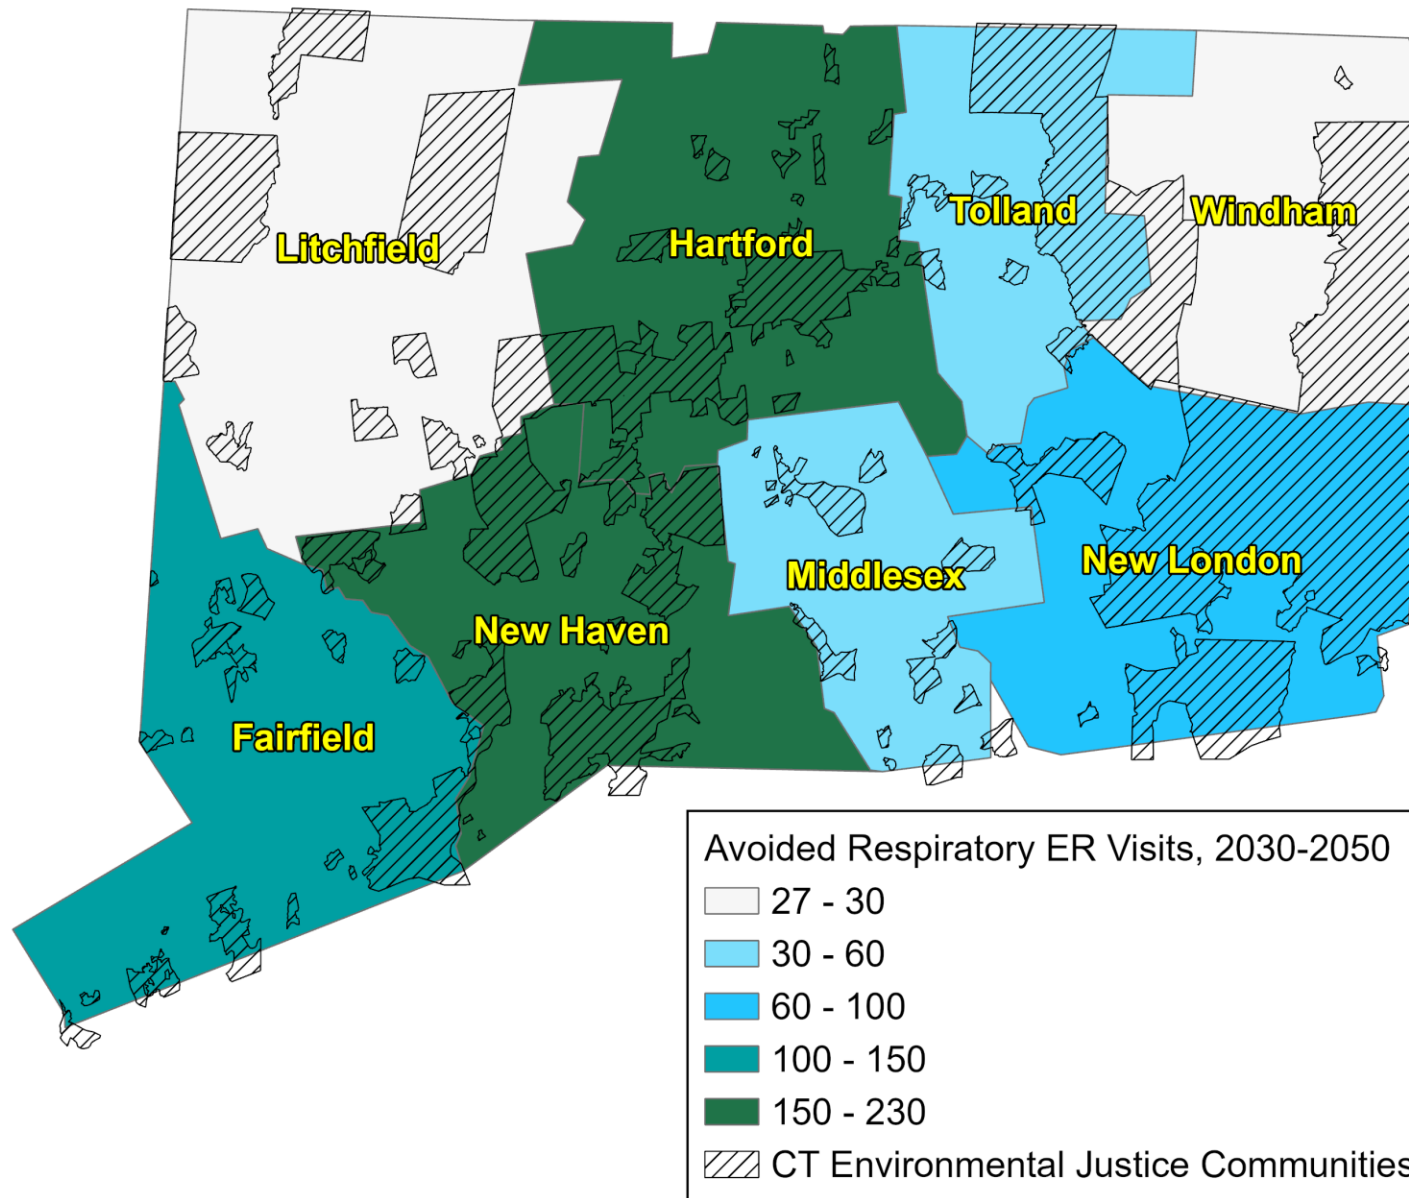 Tolland
Windham
Litchfield
Hartford
New London
Middlesex
New Haven
Fairfield
Avoided Respiratory ER Visits, 2030-2050
27 - 30
30 - 60
60 - 100
100 - 150
150 - 230
CT Environmental Justice Communities